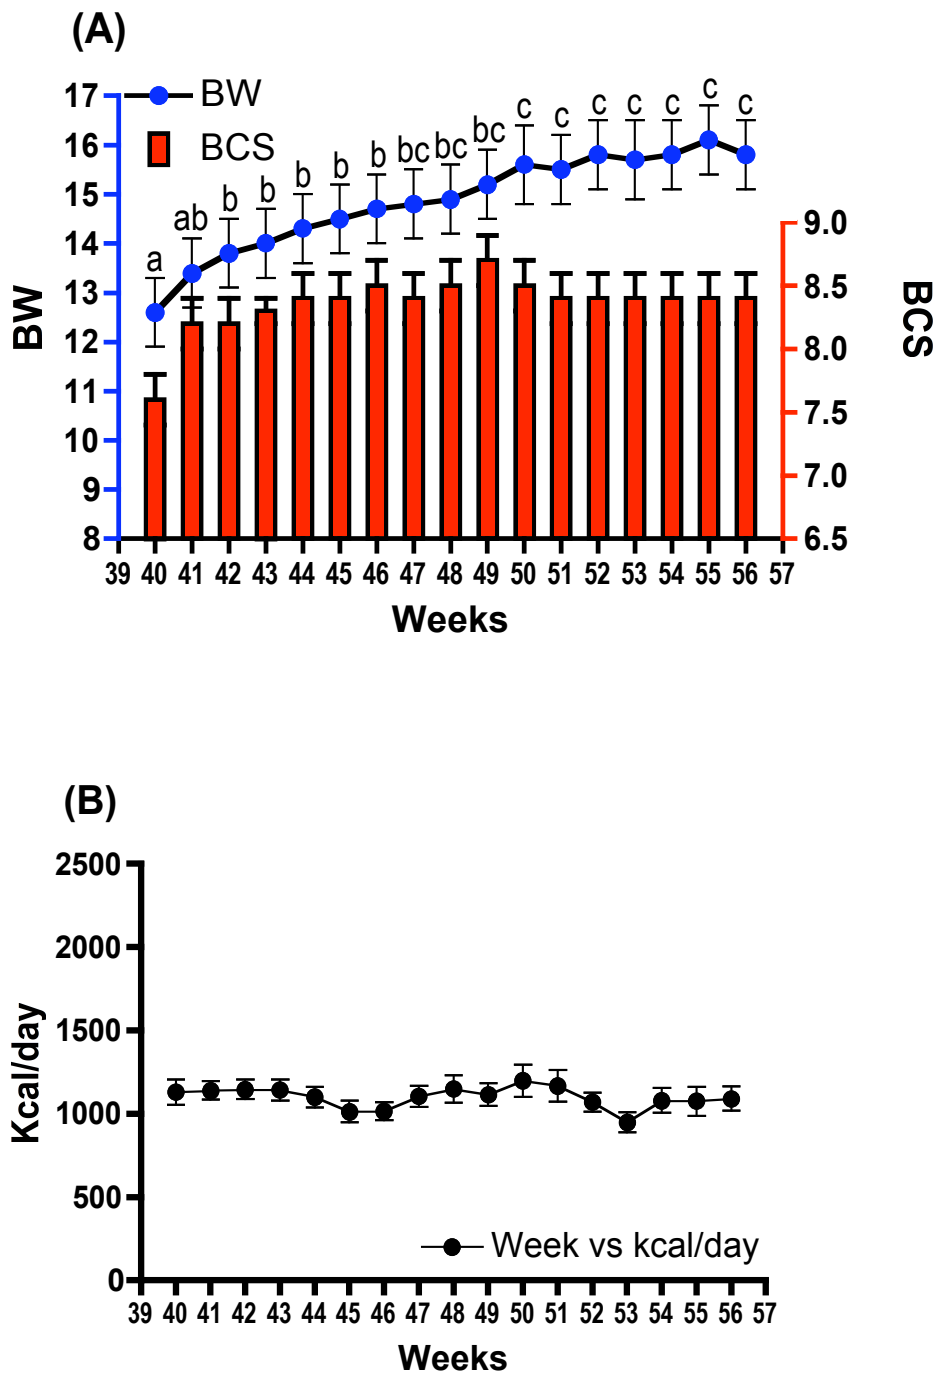 (A)
17
BW
BCS
16
15
14
13
12
11
10
9
8
BW
a
ab
b
b
b
b
b
bc
bc
bc
c
c
c
c
c
c
c
9.0
8.5
8.0
7.5
7.0
6.5
BCS
39 40 41 42 43 44 45 46 47 48 49 50 51 52 53 54 55 56 57
Weeks
(B)
2500
2000
1500
1000
500
0
Kcal/day
Week vs kcal/day
39 40 41 42 43 44 45 46 47 48 49 50 51 52 53 54 55 56 57
Weeks